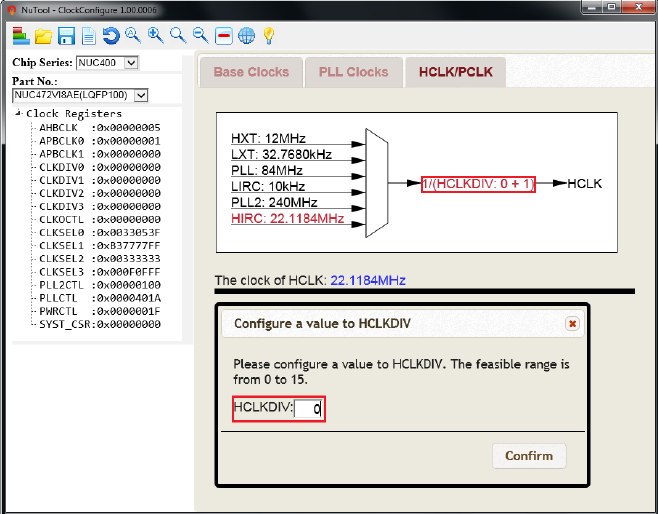 NuTool - ClockConfigure 1.00.0006
Chip Series: NUC400
Part No.:
NUC472VI8AE(LQFP100)
Clock Registers
AHBCLK :0x00000005
APBCLK0 :0x00000001
APBCLK1 :0x00000000
CLKDIV0 :0x00000000
CLKDIV1 :0x00000000
CLKDIV2 :0x00000000
CLKDIV3 :0x00000000
CLKOCTL :0x00000000
CLKSEL0 :0x0033053F
CLKSEL1 :0xB37777FF
CLKSEL2 :0x00333333
CLKSEL3 :0x000F0FFF
PLL2CTL :0x00000100
PLLCTL :0x0000401A
PWRCTL :0x0000001F
SYST_CSR:0x00000000
Base Clocks
PLL Clocks
HCLK/PCLK
HXT: 12MHz
LXT: 32.7680kHz
PLL: 84MHz
LIRC: 10kHz
PLL2: 240MHz
HIRC: 22.1184MHz
1/(HCLKDIV: 0 + 1)
HCLK
The clock of HCLK: 22.1184MHz
Configure a value to HCLKDIV
Please configure a value to HCLKDIV. The feasible range is
from 0 to 15.
HCLKDIV: 0
Confirm